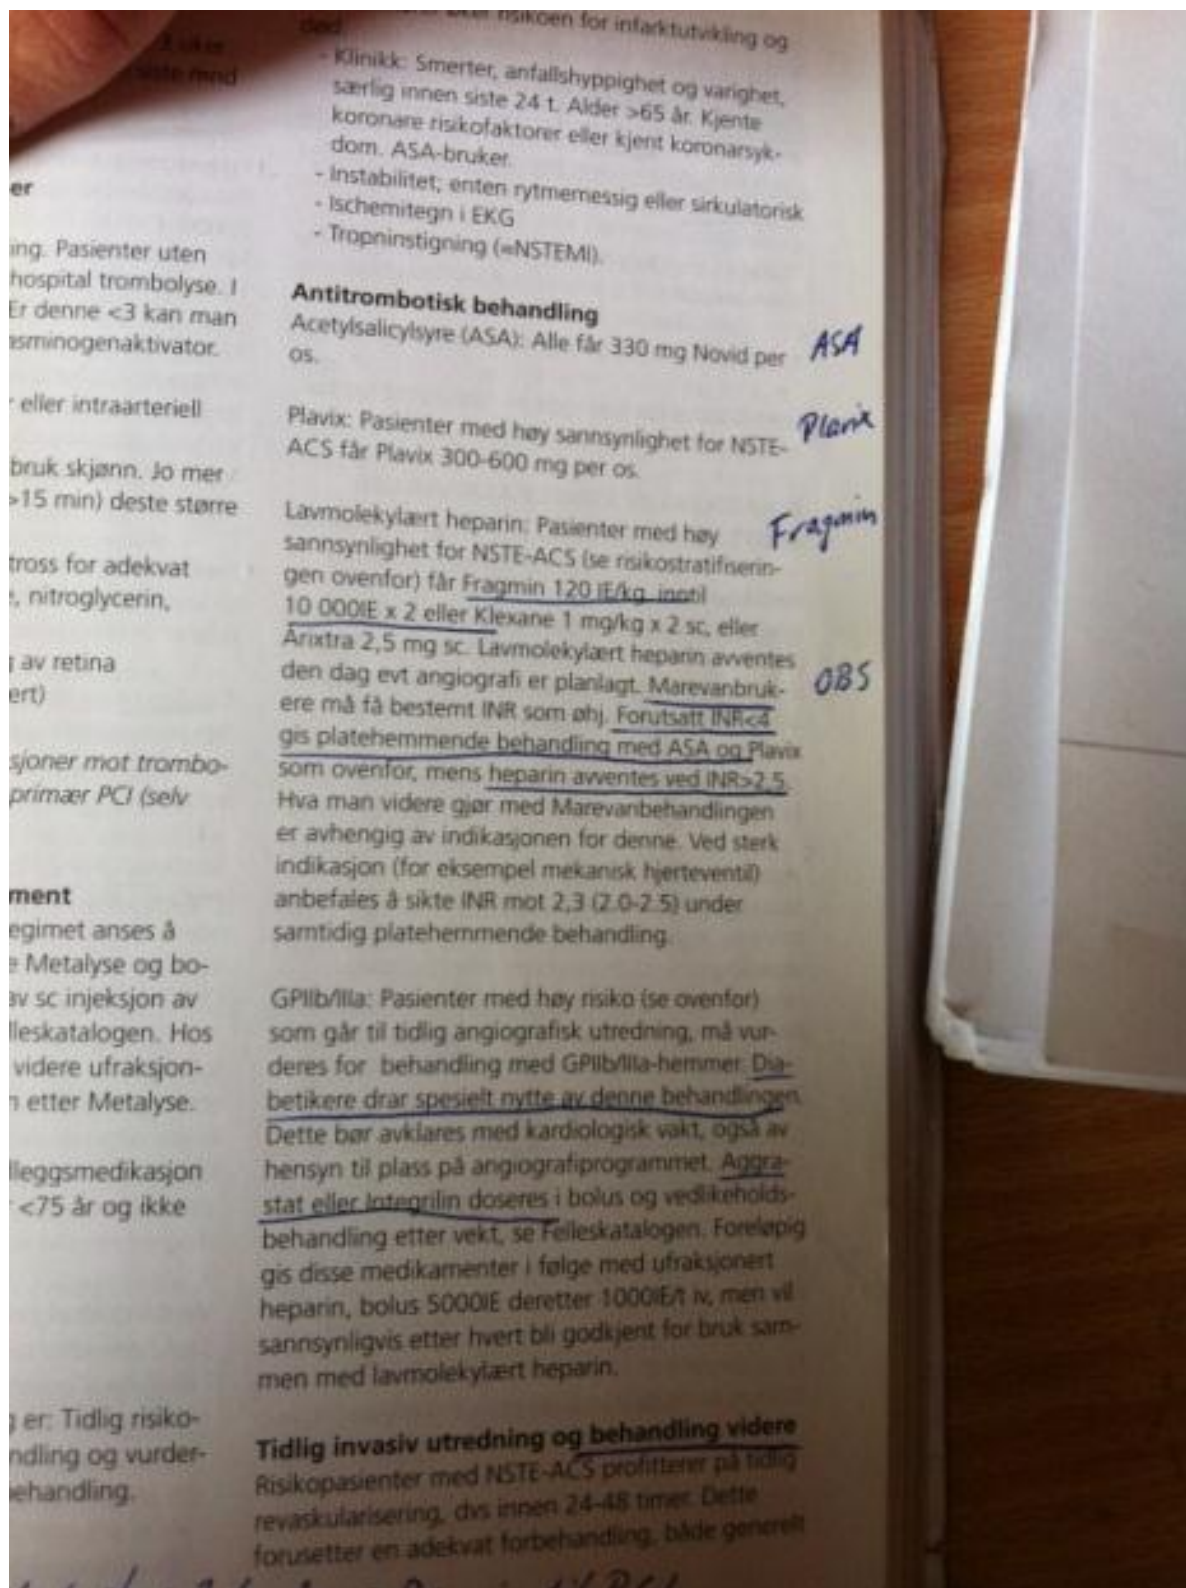 siste mnd
er
ing. Pasienter uten
hospital trombolyse. I
Er denne <3 kan man
asminogenaktivator.
eller intraarteriell
bruk skjønn. Jo mer
>15 min) deste større
tross for adekvat
, nitroglycerin,
av retina
ert)
sjoner mot trombo-
primær PCI (selv
ment
egimet anses å
e Metalyse og bo-
av sc injeksjon av
lleskatalogen. Hos
videre ufraksjon-
n etter Metalyse.
lleggsmedikasjon
<75 år og ikke
g er: Tidlig risiko-
ndling og vurder-
ehandling.
risikoen for infarktutvikling og
død.
- Klinikk: Smerter, anfallshyppighet og varighet,
særlig innen siste 24 t. Alder >65 år. Kjente
koronare risikofaktorer eller kjent koronarsyk-
dom. ASA-bruker.
- Instabilitet; enten rytmemessig eller sirkulatorisk
- Ischemitegn i EKG
- Tropninstigning (=NSTEMI).
Antitrombotisk behandling
Acetylsalicylsyre (ASA): Alle får 330 mg Novid per
os.
ASA
Plavix: Pasienter med høy sannsynlighet for NSTE-
ACS får Plavix 300-600 mg per os.
Plavix
Lavmolekylært heparin: Pasienter med høy
Fragmin
sannsynlighet for NSTE-ACS (se risikostratifiserin-
gen ovenfor) får Fragmin 120 IE/kg inntil
10 000IE x 2 eller Klexane 1 mg/kg x 2 sc, eller
Arixtra 2,5 mg sc. Lavmolekylært heparin avventes
den dag evt angiografi er planlagt. Marevanbruk-
OBS
ere må få bestemt INR som øhj. Forutsatt INR<4
gis platehemmende behandling med ASA og Plavix
som ovenfor, mens heparin avventes ved INR>2,5.
Hva man videre gjør med Marevanbehandlingen
er avhengig av indikasjonen for denne. Ved sterk
indikasjon (for eksempel mekanisk hjerteventil)
anbefales å sikte INR mot 2,3 (2.0-2.5) under
samtidig platehemmende behandling.
GPIIb/IIIa: Pasienter med høy risiko (se ovenfor)
som går til tidlig angiografisk utredning, må vur-
deres for behandling med GPIIb/IIIa-hemmer. Dia-
betikere drar spesielt nytte av denne behandlingen.
Dette bør avklares med kardiologisk vakt, også av
hensyn til plass på angiografiprogrammet. Aggra-
stat eller Integrilin doseres i bolus og vedlikeholds-
behandling etter vekt, se Felleskatalogen. Foreløpig
gis disse medikamenter i følge med ufraksjonert
heparin, bolus 5000IE deretter 1000IE/t iv, men vil
sannsynligvis etter hvert bli godkjent for bruk sam-
men med lavmolekylært heparin.
Tidlig invasiv utredning og behandling videre
Risikopasienter med NSTE-ACS profitterer på tidlig
revaskularisering, dvs innen 24-48 timer. Dette
forusetter en adekvat forbehandling, både generelt